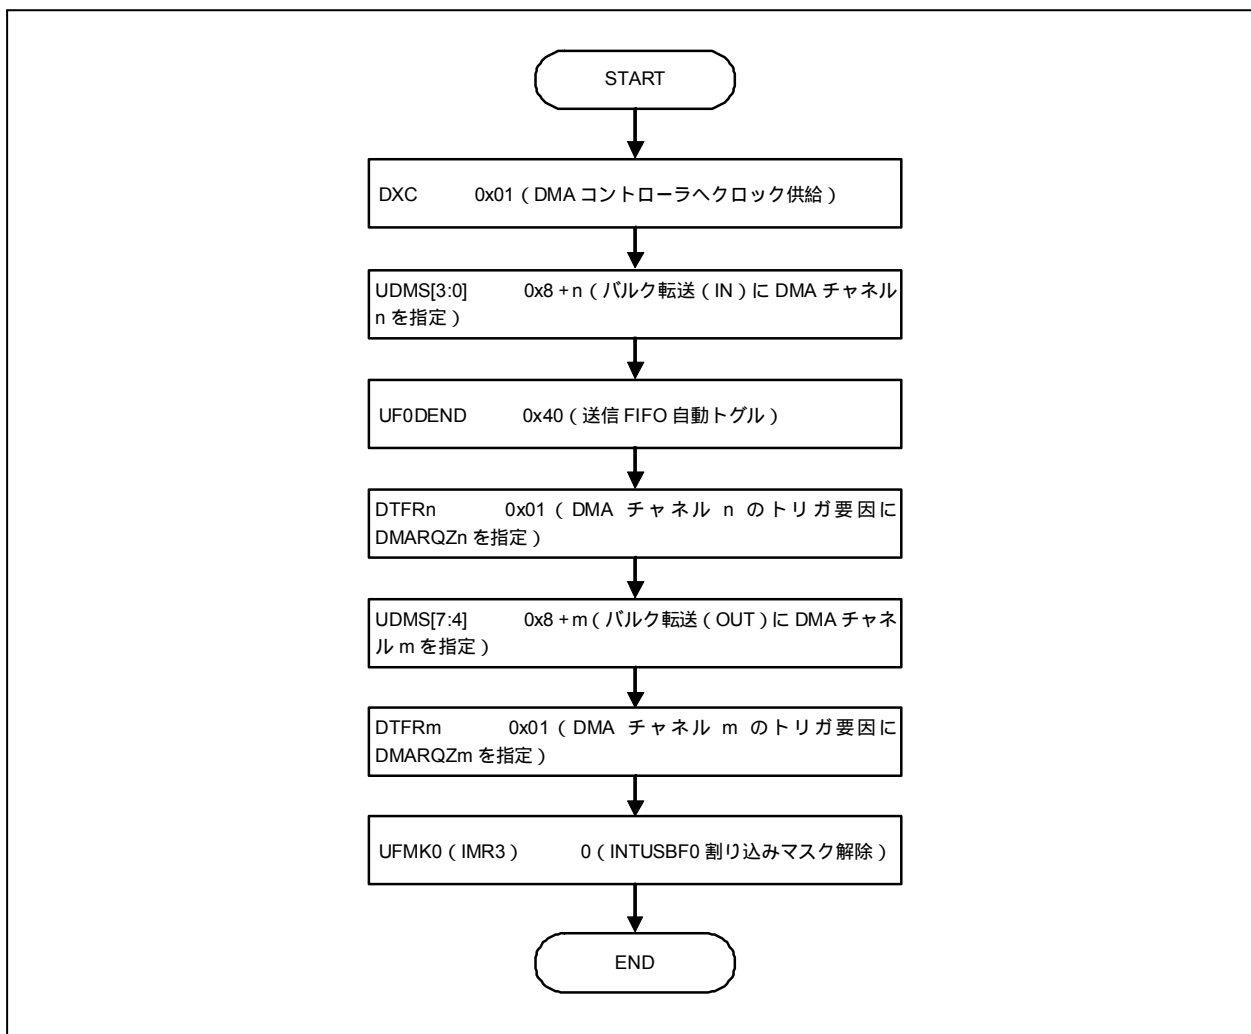 START
DXC 0x01（DMA コントローラへクロック供給）
UDMS[3:0] 0x8 + n（バルク転送（IN）に DMA チャネル
n を指定）
UF0DEND 0x40（送信 FIFO 自動トグル）
DTFRn 0x01（DMA チャネル n のトリガ要因に
DMARQZn を指定）
UDMS[7:4] 0x8 + m（バルク転送（OUT）に DMA チャネ
ル m を指定）
DTFRm 0x01（DMA チャネル m のトリガ要因に
DMARQZm を指定）
UFMK0（IMR3） 0（INTUSBF0 割り込みマスク解除）
END